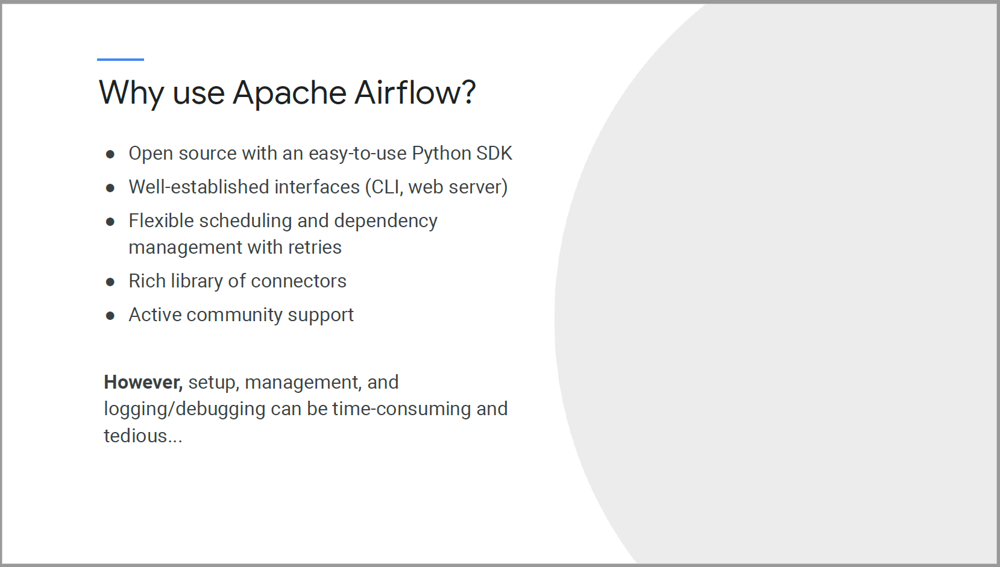 Why use Apache Airflow?
● Open source with an easy-to-use Python SDK
● Well-established interfaces (CLI, web server)
● Flexible scheduling and dependency
management with retries
● Rich library of connectors
● Active community support
However, setup, management, and
logging/debugging can be time-consuming and
tedious...